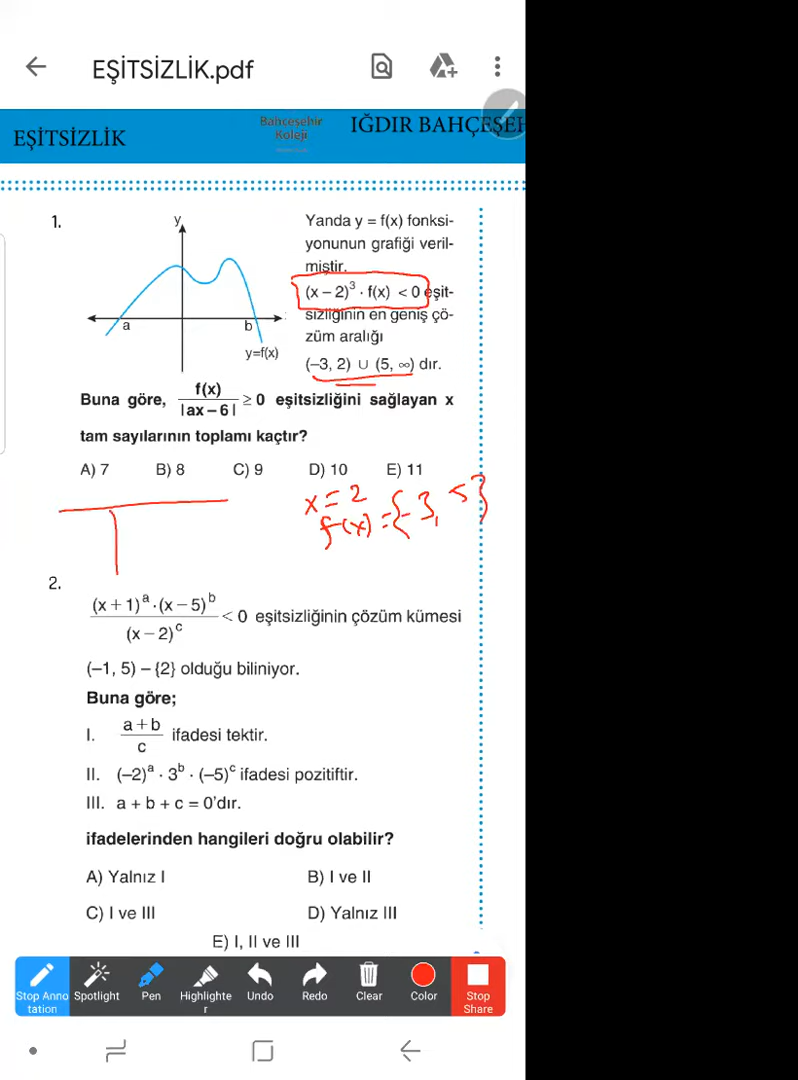 EŞİTSİZLİK.pdf
EŞİTSİZLİK
Bahçeşehir
Koleji
IĞDIR BAHÇEŞEH
1.
y
a
b
y=f(x)
Yanda y = f(x) fonksi-
yonunun grafiği veril-
miştir.
(x – 2)³ · f(x) < 0 eşit-
sizliğinin en geniş çö-
züm aralığı
(–3, 2) ∪ (5, ∞) dır.
Buna göre, f(x) / |ax – 6| ≥ 0 eşitsizliğini sağlayan x
tam sayılarının toplamı kaçtır?
A) 7 B) 8 C) 9 D) 10 E) 11
x = 2
f(x) = {-3, 5}
2.
(x + 1)ᵃ · (x – 5)ᵇ / (x – 2)ᶜ < 0 eşitsizliğinin çözüm kümesi
(–1, 5) – {2} olduğu biliniyor.
Buna göre;
I. a + b / c ifadesi tektir.
II. (–2)ᵃ · 3ᵇ · (–5)ᶜ ifadesi pozitiftir.
III. a + b + c = 0'dır.
ifadelerinden hangileri doğru olabilir?
A) Yalnız I B) I ve II
C) I ve III D) Yalnız III
E) I, II ve III
Stop Anno
tation
Spotlight
Pen
Highlighte
r
Undo
Redo
Clear
Color
Stop
Share